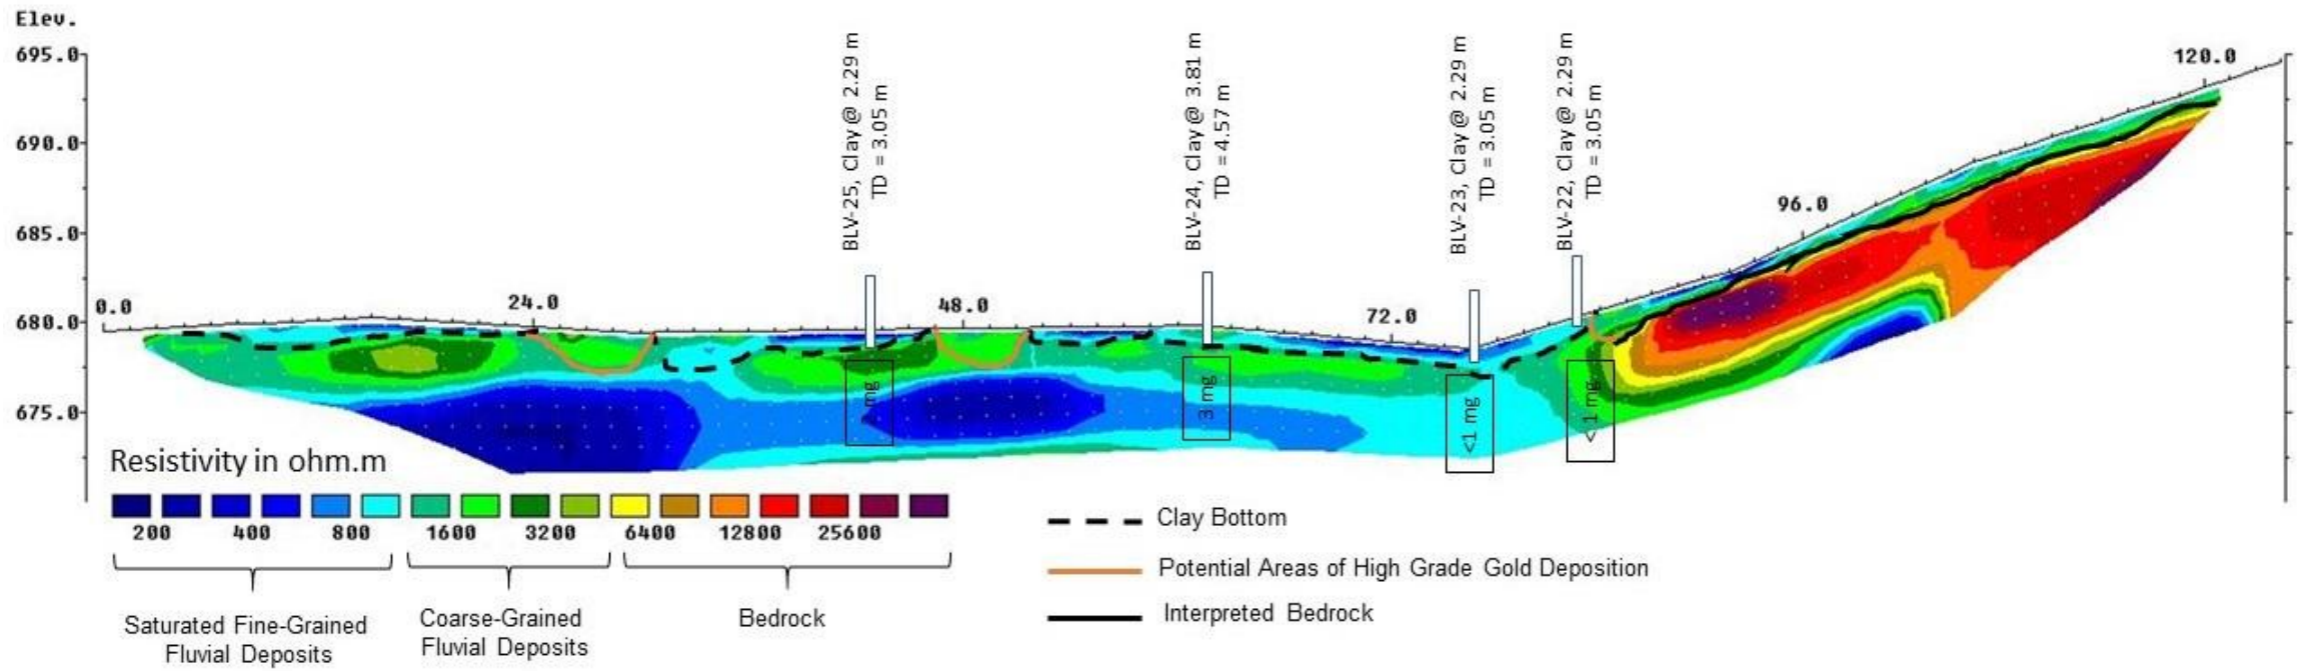 Elev.
695.0
690.0
685.0
680.0
675.0
0.0
24.0
48.0
72.0
96.0
120.0
BLV-25, Clay @ 2.29 m
TD = 3.05 m
BLV-24, Clay @ 3.81 m
TD = 4.57 m
BLV-23, Clay @ 2.29 m
TD = 3.05 m
BLV-22, Clay @ 2.29 m
TD = 3.05 m
mg
3 mg
<1 mg
< 1 mg
Resistivity in ohm.m
200 400 800 1600 3200 6400 12800 25600
Saturated Fine-Grained
Fluvial Deposits
Coarse-Grained
Fluvial Deposits
Bedrock
Clay Bottom
Potential Areas of High Grade Gold Deposition
Interpreted Bedrock